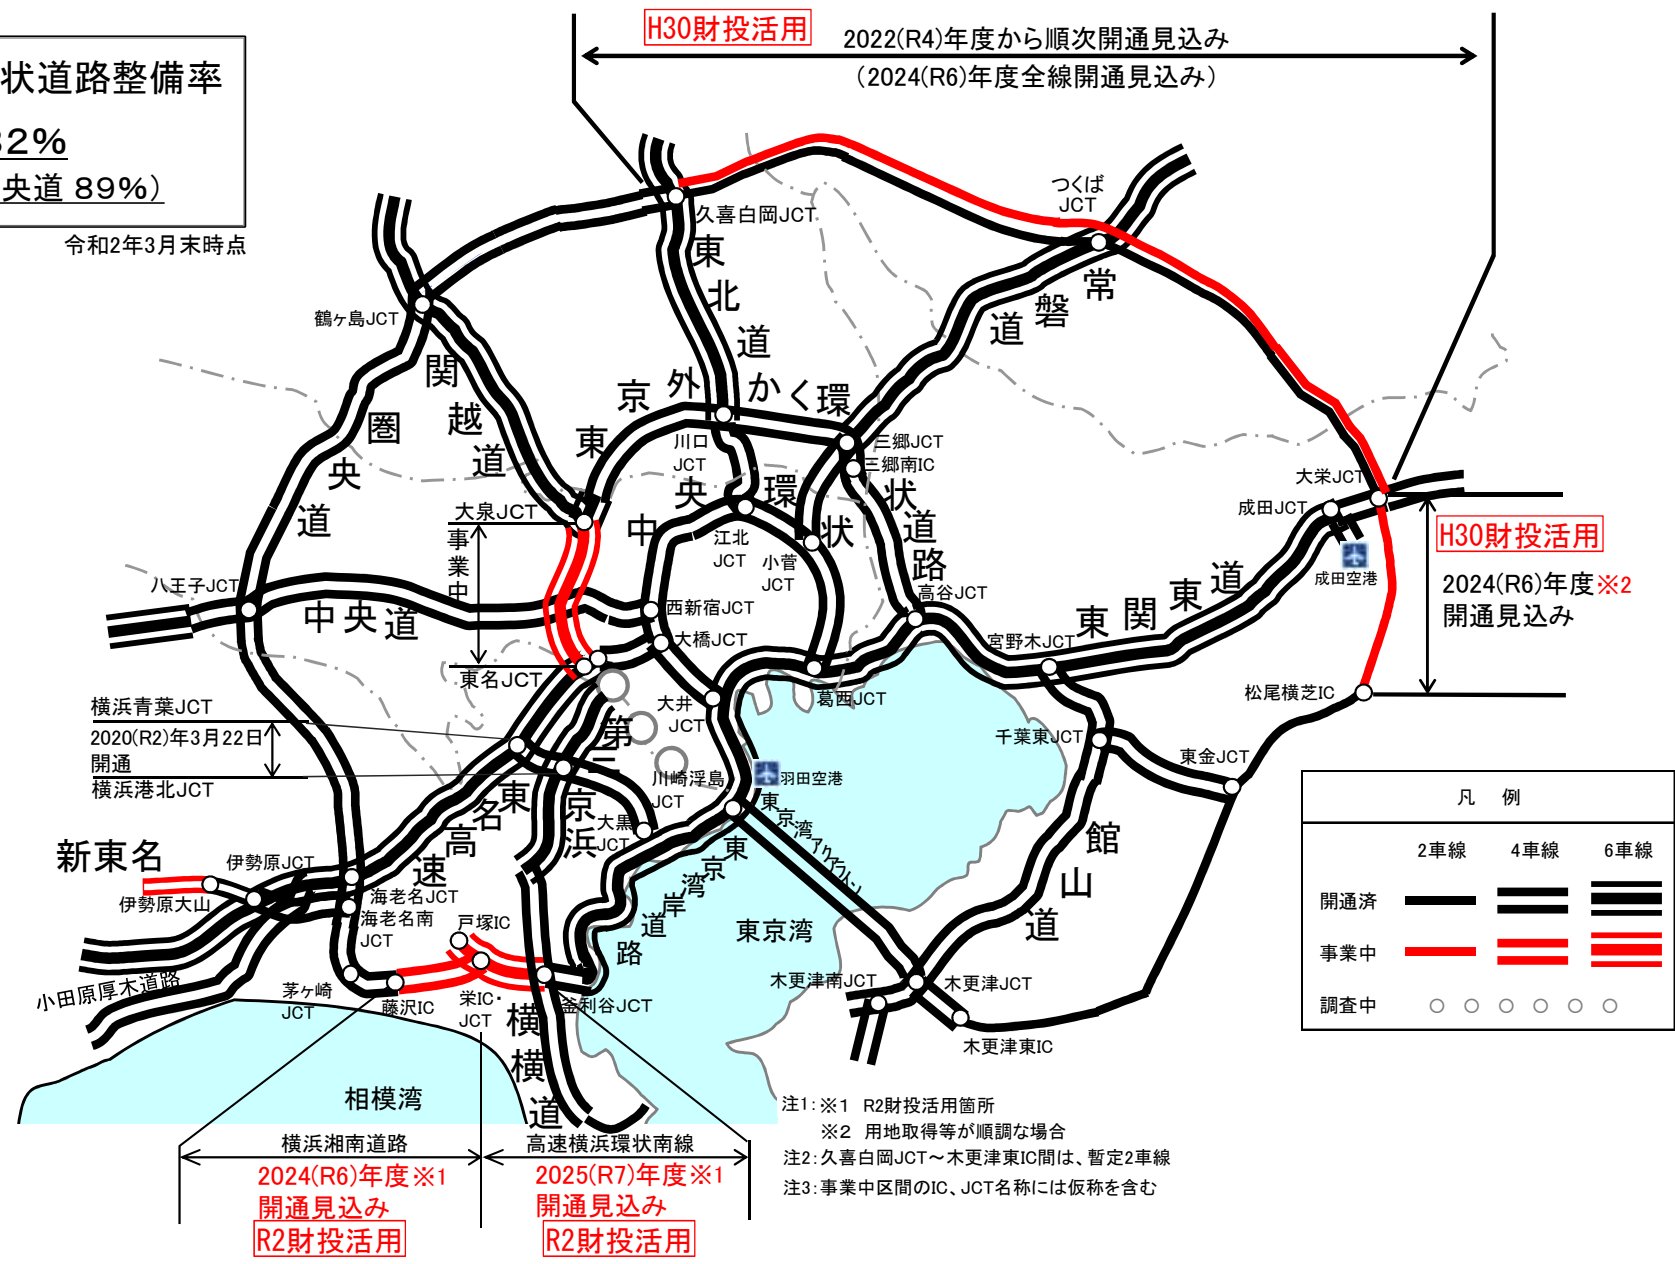 H30財投活用
2022(R4)年度から順次開通見込み
（2024(R6)年度全線開通見込み）
状道路整備率
82%
央道 89%）
令和2年3月末時点
つくば
JCT
久喜白岡JCT
東北道
常磐道
鶴ヶ島JCT
関越道
圏央道
東京外かく環状道路
川口
JCT
三郷JCT
三郷南IC
大栄JCT
成田JCT
成田空港
H30財投活用
2024(R6)年度※2
開通見込み
大泉JCT
事業中
中央環状
江北
JCT
小菅
JCT
高谷JCT
東関東道
八王子JCT
中央道
西新宿JCT
大橋JCT
宮野木JCT
東名JCT
大井
JCT
葛西JCT
松尾横芝IC
横浜青葉JCT
2020(R2)年3月22日
開通
横浜港北JCT
第三京浜
千葉東JCT
東金JCT
川崎浮島
JCT
羽田空港
東京湾アクアライン
大黒
JCT
東名高速
新東名
伊勢原JCT
伊勢原大山
海老名JCT
海老名南
JCT
東京湾岸道路
館山道
東京湾
戸塚IC
小田原厚木道路
茅ヶ崎
JCT
藤沢IC
栄IC・
JCT
釜利谷JCT
横横道
木更津南JCT
木更津JCT
木更津東IC
相模湾
凡 例
2車線 4車線 6車線
開通済
事業中
調査中
横浜湘南道路
2024(R6)年度※1
開通見込み
R2財投活用
高速横浜環状南線
2025(R7)年度※1
開通見込み
R2財投活用
注1：※1 R2財投活用箇所
※2 用地取得等が順調な場合
注2：久喜白岡JCT～木更津東IC間は、暫定2車線
注3：事業中区間のIC、JCT名称には仮称を含む